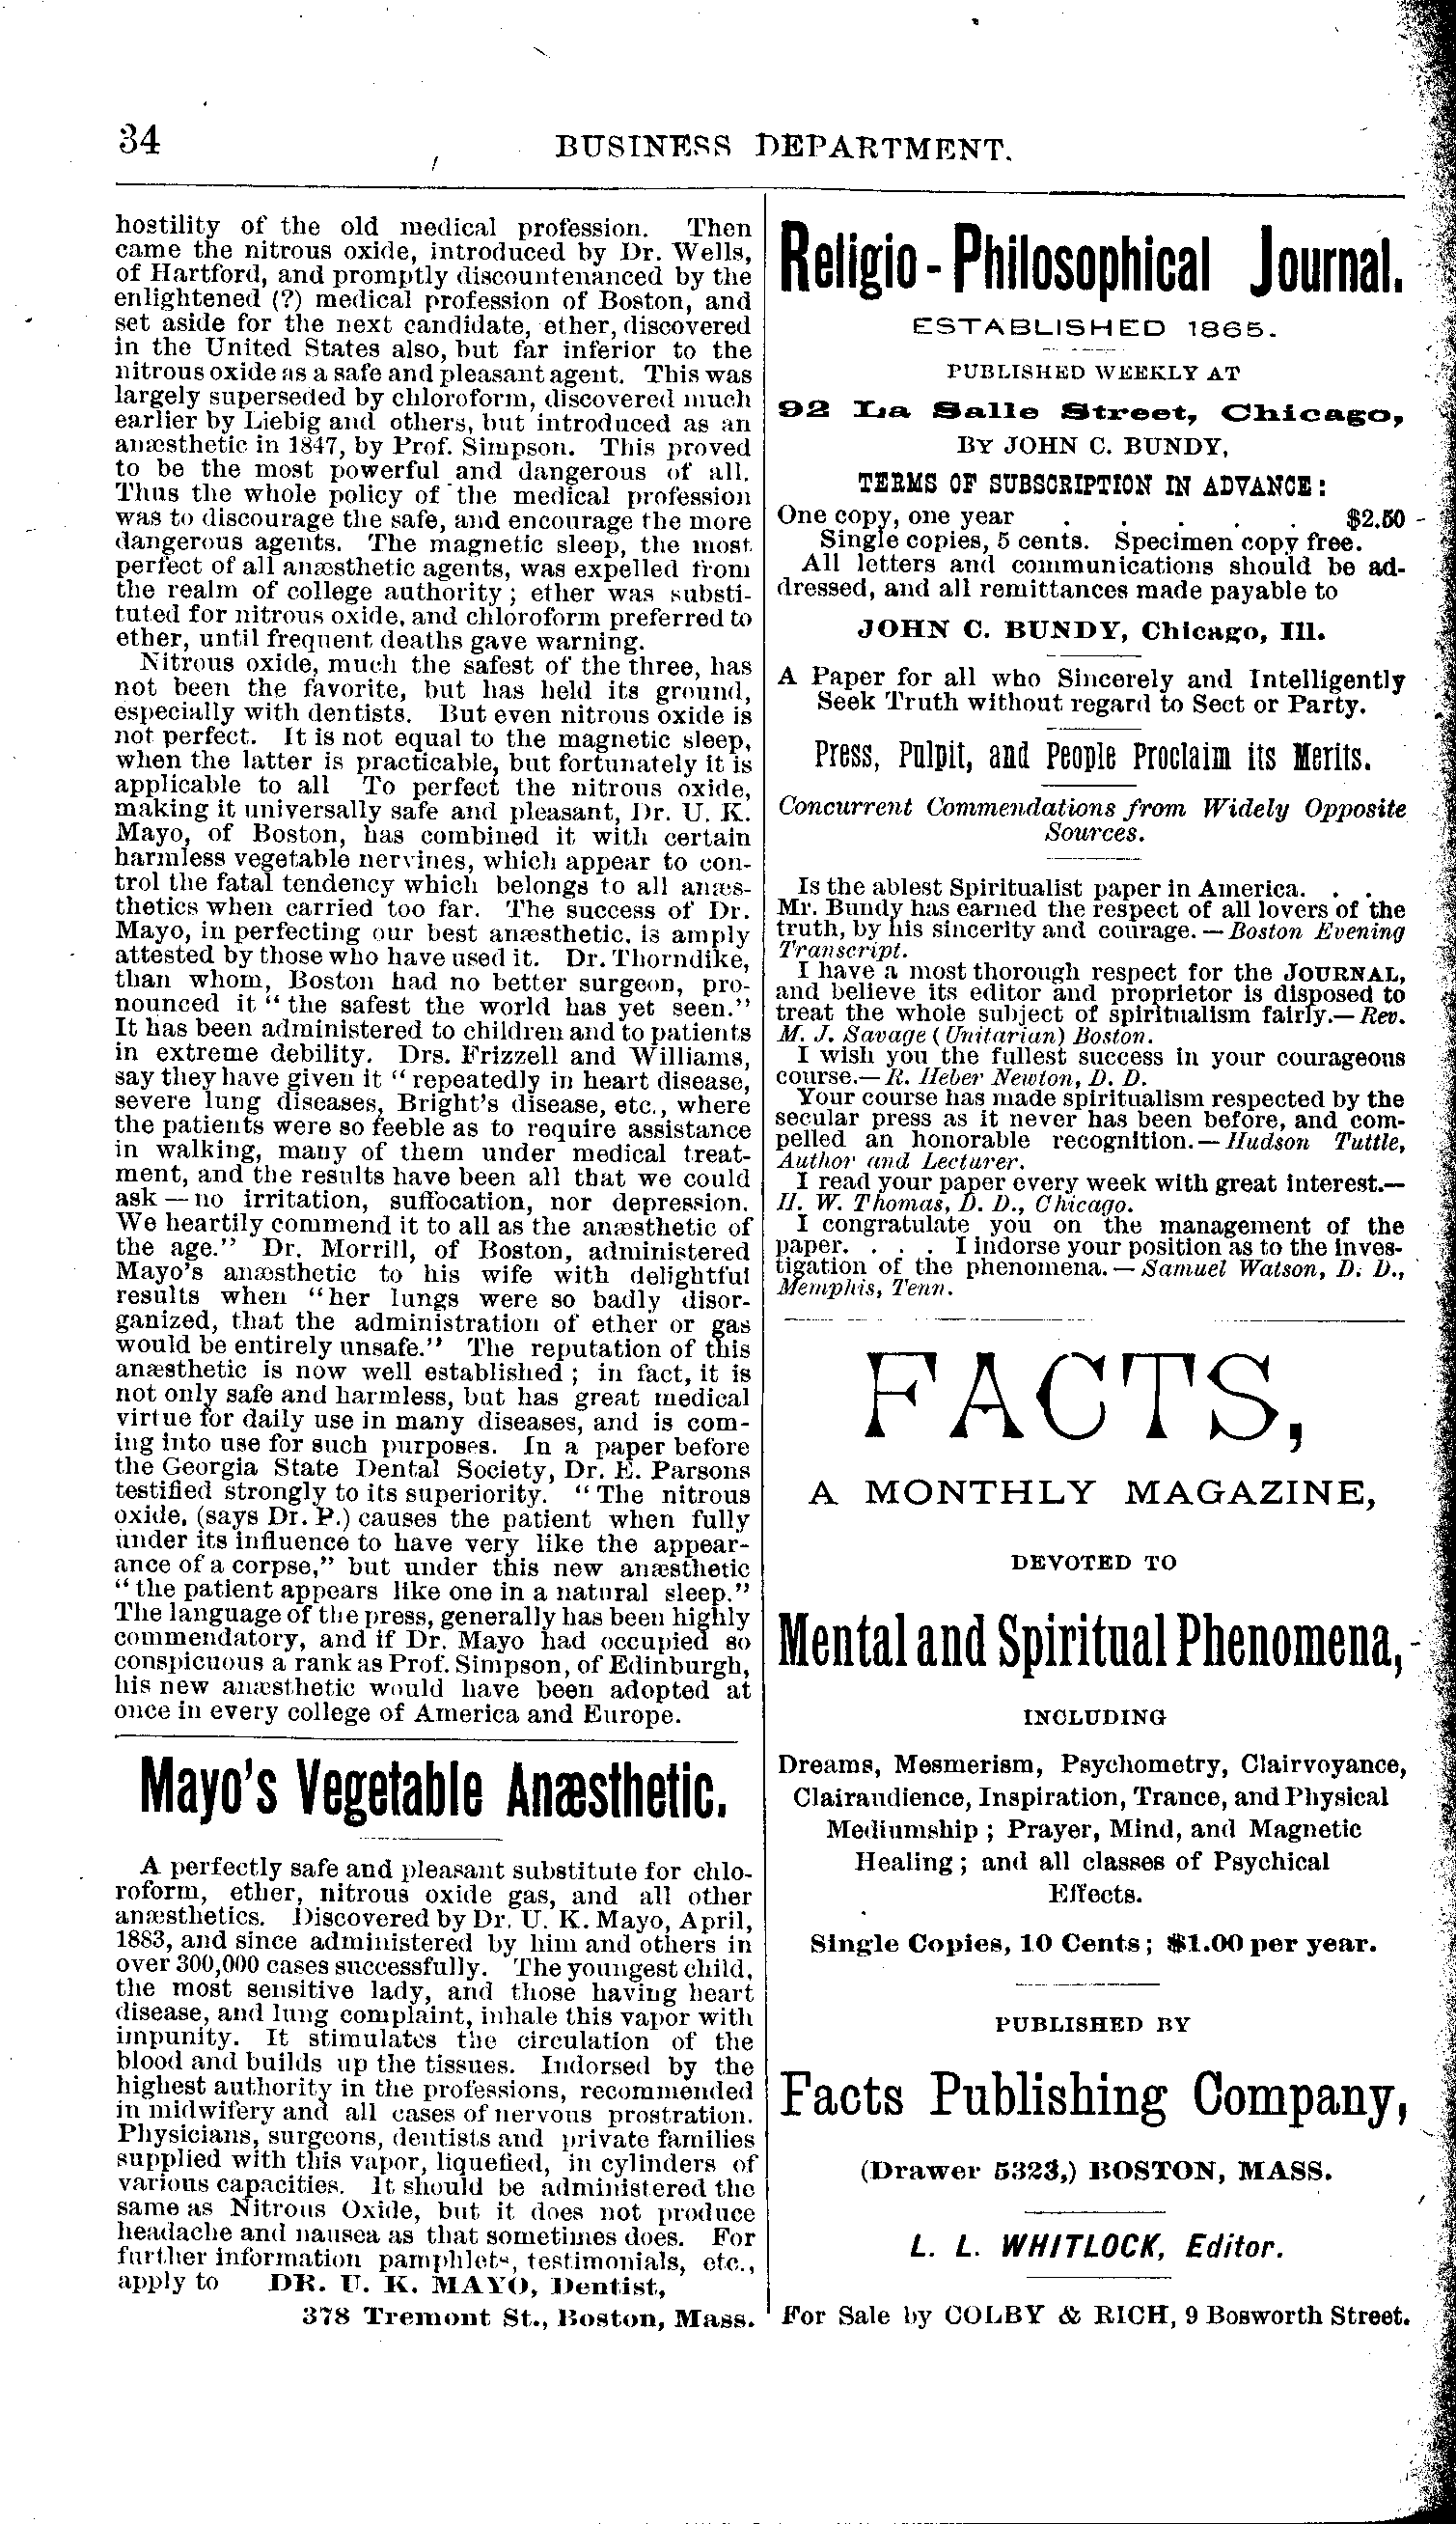 34
BUSINESS DEPARTMENT.
hostility of the old medical profession. Then
came the nitrous oxide, introduced by Dr. Wells,
of Hartford, and promptly discountenanced by the
enlightened (?) medical profession of Boston, and
set aside for the next candidate, ether, discovered
in the United States also, but far inferior to the
nitrous oxide as a safe and pleasant agent. This was
largely superseded by chloroform, discovered much
earlier by Liebig and others, but introduced as an
anæsthetic in 1847, by Prof. Simpson. This proved
to be the most powerful and dangerous of all.
Thus the whole policy of the medical profession
was to discourage the safe, and encourage the more
dangerous agents. The magnetic sleep, the most
perfect of all anæsthetic agents, was expelled from
the realm of college authority; ether was substi-
tuted for nitrous oxide, and chloroform preferred to
ether, until frequent deaths gave warning.
Nitrous oxide, much the safest of the three, has
not been the favorite, but has held its ground,
especially with dentists. But even nitrous oxide is
not perfect. It is not equal to the magnetic sleep,
when the latter is practicable, but fortunately it is
applicable to all To perfect the nitrous oxide,
making it universally safe and pleasant, Dr. U. K.
Mayo, of Boston, has combined it with certain
harmless vegetable nervines, which appear to con-
trol the fatal tendency which belongs to all anæs-
thetics when carried too far. The success of Dr.
Mayo, in perfecting our best anæsthetic, is amply
attested by those who have used it. Dr. Thorndike,
than whom, Boston had no better surgeon, pro-
nounced it "the safest the world has yet seen."
It has been administered to children and to patients
in extreme debility. Drs. Frizzell and Williams,
say they have given it "repeatedly in heart disease,
severe lung diseases, Bright's disease, etc., where
the patients were so feeble as to require assistance
in walking, many of them under medical treat-
ment, and the results have been all that we could
ask — no irritation, suffocation, nor depression.
We heartily commend it to all as the anæsthetic of
the age." Dr. Morrill, of Boston, administered
Mayo's anæsthetic to his wife with delightful
results when "her lungs were so badly disor-
ganized, that the administration of ether or gas
would be entirely unsafe." The reputation of this
anæsthetic is now well established; in fact, it is
not only safe and harmless, but has great medical
virtue for daily use in many diseases, and is com-
ing into use for such purposes. In a paper before
the Georgia State Dental Society, Dr. E. Parsons
testified strongly to its superiority. "The nitrous
oxide, (says Dr. P.) causes the patient when fully
under its influence to have very like the appear-
ance of a corpse," but under this new anæsthetic
"the patient appears like one in a natural sleep."
The language of the press, generally has been highly
commendatory, and if Dr. Mayo had occupied so
conspicuous a rank as Prof. Simpson, of Edinburgh,
his new anæsthetic would have been adopted at
once in every college of America and Europe.
Mayo's Vegetable Anæsthetic.
A perfectly safe and pleasant substitute for chlo-
roform, ether, nitrous oxide gas, and all other
anæsthetics. Discovered by Dr. U. K. Mayo, April,
1883, and since administered by him and others in
over 300,000 cases successfully. The youngest child,
the most sensitive lady, and those having heart
disease, and lung complaint, inhale this vapor with
impunity. It stimulates the circulation of the
blood and builds up the tissues. Indorsed by the
highest authority in the professions, recommended
in midwifery and all cases of nervous prostration.
Physicians, surgeons, dentists and private families
supplied with this vapor, liquefied, in cylinders of
various capacities. It should be administered the
same as Nitrous Oxide, but it does not produce
headache and nausea as that sometimes does. For
further information pamphlets, testimonials, etc.,
apply to DR. U. K. MAYO, Dentist,
378 Tremont St., Boston, Mass.
Religio-Philosophical Journal.
ESTABLISHED 1865.
PUBLISHED WEEKLY AT
92 La Salle Street, Chicago,
BY JOHN C. BUNDY,
TERMS OF SUBSCRIPTION IN ADVANCE:
One copy, one year . . . . . $2.50
Single copies, 5 cents. Specimen copy free.
All letters and communications should be ad-
dressed, and all remittances made payable to
JOHN C. BUNDY, Chicago, Ill.
A Paper for all who Sincerely and Intelligently
Seek Truth without regard to Sect or Party.
Press, Pulpit, and People Proclaim its Merits.
Concurrent Commendations from Widely Opposite
Sources.
Is the ablest Spiritualist paper in America. . .
Mr. Bundy has earned the respect of all lovers of the
truth, by his sincerity and courage. — Boston Evening
Transcript.
I have a most thorough respect for the JOURNAL,
and believe its editor and proprietor is disposed to
treat the whole subject of spiritualism fairly.— Rev.
M. J. Savage (Unitarian) Boston.
I wish you the fullest success in your courageous
course.— R. Heber Newton, D. D.
Your course has made spiritualism respected by the
secular press as it never has been before, and com-
pelled an honorable recognition. — Hudson Tuttle,
Author and Lecturer.
I read your paper every week with great interest.—
H. W. Thomas, D. D., Chicago.
I congratulate you on the management of the
paper. . . . I indorse your position as to the inves-
tigation of the phenomena. — Samuel Watson, D. D.,
Memphis, Tenn.
FACTS,
A MONTHLY MAGAZINE,
DEVOTED TO
Mental and Spiritual Phenomena,
INCLUDING
Dreams, Mesmerism, Psychometry, Clairvoyance,
Clairaudience, Inspiration, Trance, and Physical
Mediumship; Prayer, Mind, and Magnetic
Healing; and all classes of Psychical
Effects.
Single Copies, 10 Cents; $1.00 per year.
PUBLISHED BY
Facts Publishing Company,
(Drawer 5323,) BOSTON, MASS.
L. L. WHITLOCK, Editor.
For Sale by COLBY & RICH, 9 Bosworth Street.